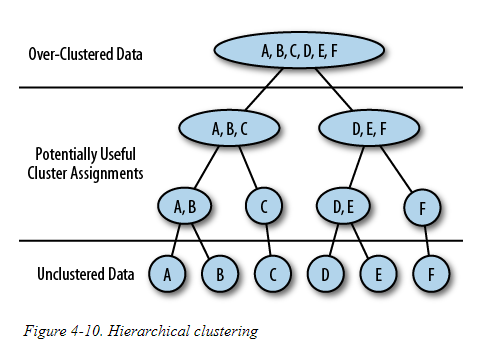 Over-Clustered Data
A, B, C, D, E, F
A, B, C
D, E, F
Potentially Useful
Cluster Assignments
A, B
C
D, E
F
Unclustered Data
A
B
C
D
E
F
Figure 4-10. Hierarchical clustering